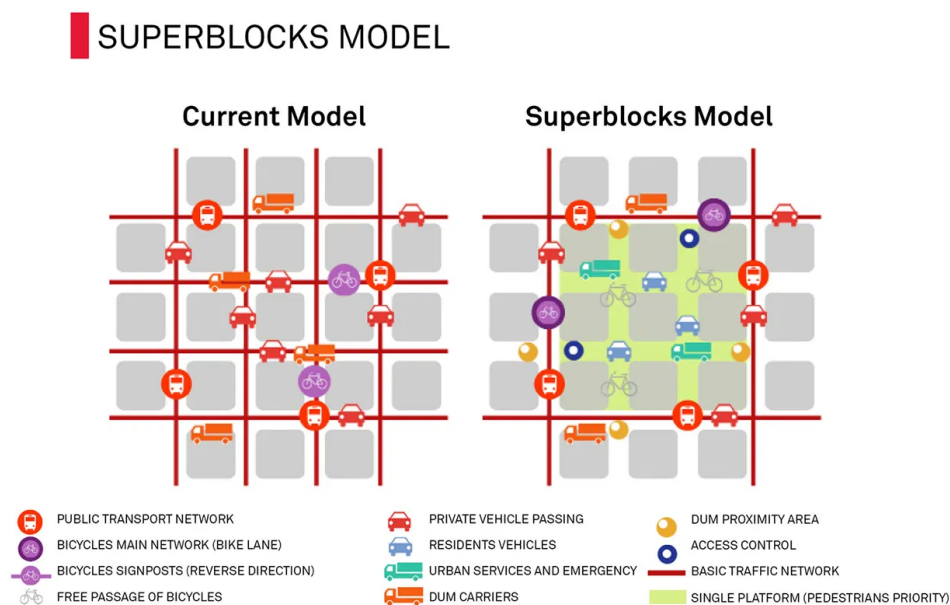 SUPERBLOCKS MODEL
Current Model
Superblocks Model
PUBLIC TRANSPORT NETWORK
BICYCLES MAIN NETWORK (BIKE LANE)
BICYCLES SIGNPOSTS (REVERSE DIRECTION)
FREE PASSAGE OF BICYCLES
PRIVATE VEHICLE PASSING
RESIDENTS VEHICLES
URBAN SERVICES AND EMERGENCY
DUM CARRIERS
DUM PROXIMITY AREA
ACCESS CONTROL
BASIC TRAFFIC NETWORK
SINGLE PLATFORM (PEDESTRIANS PRIORITY)